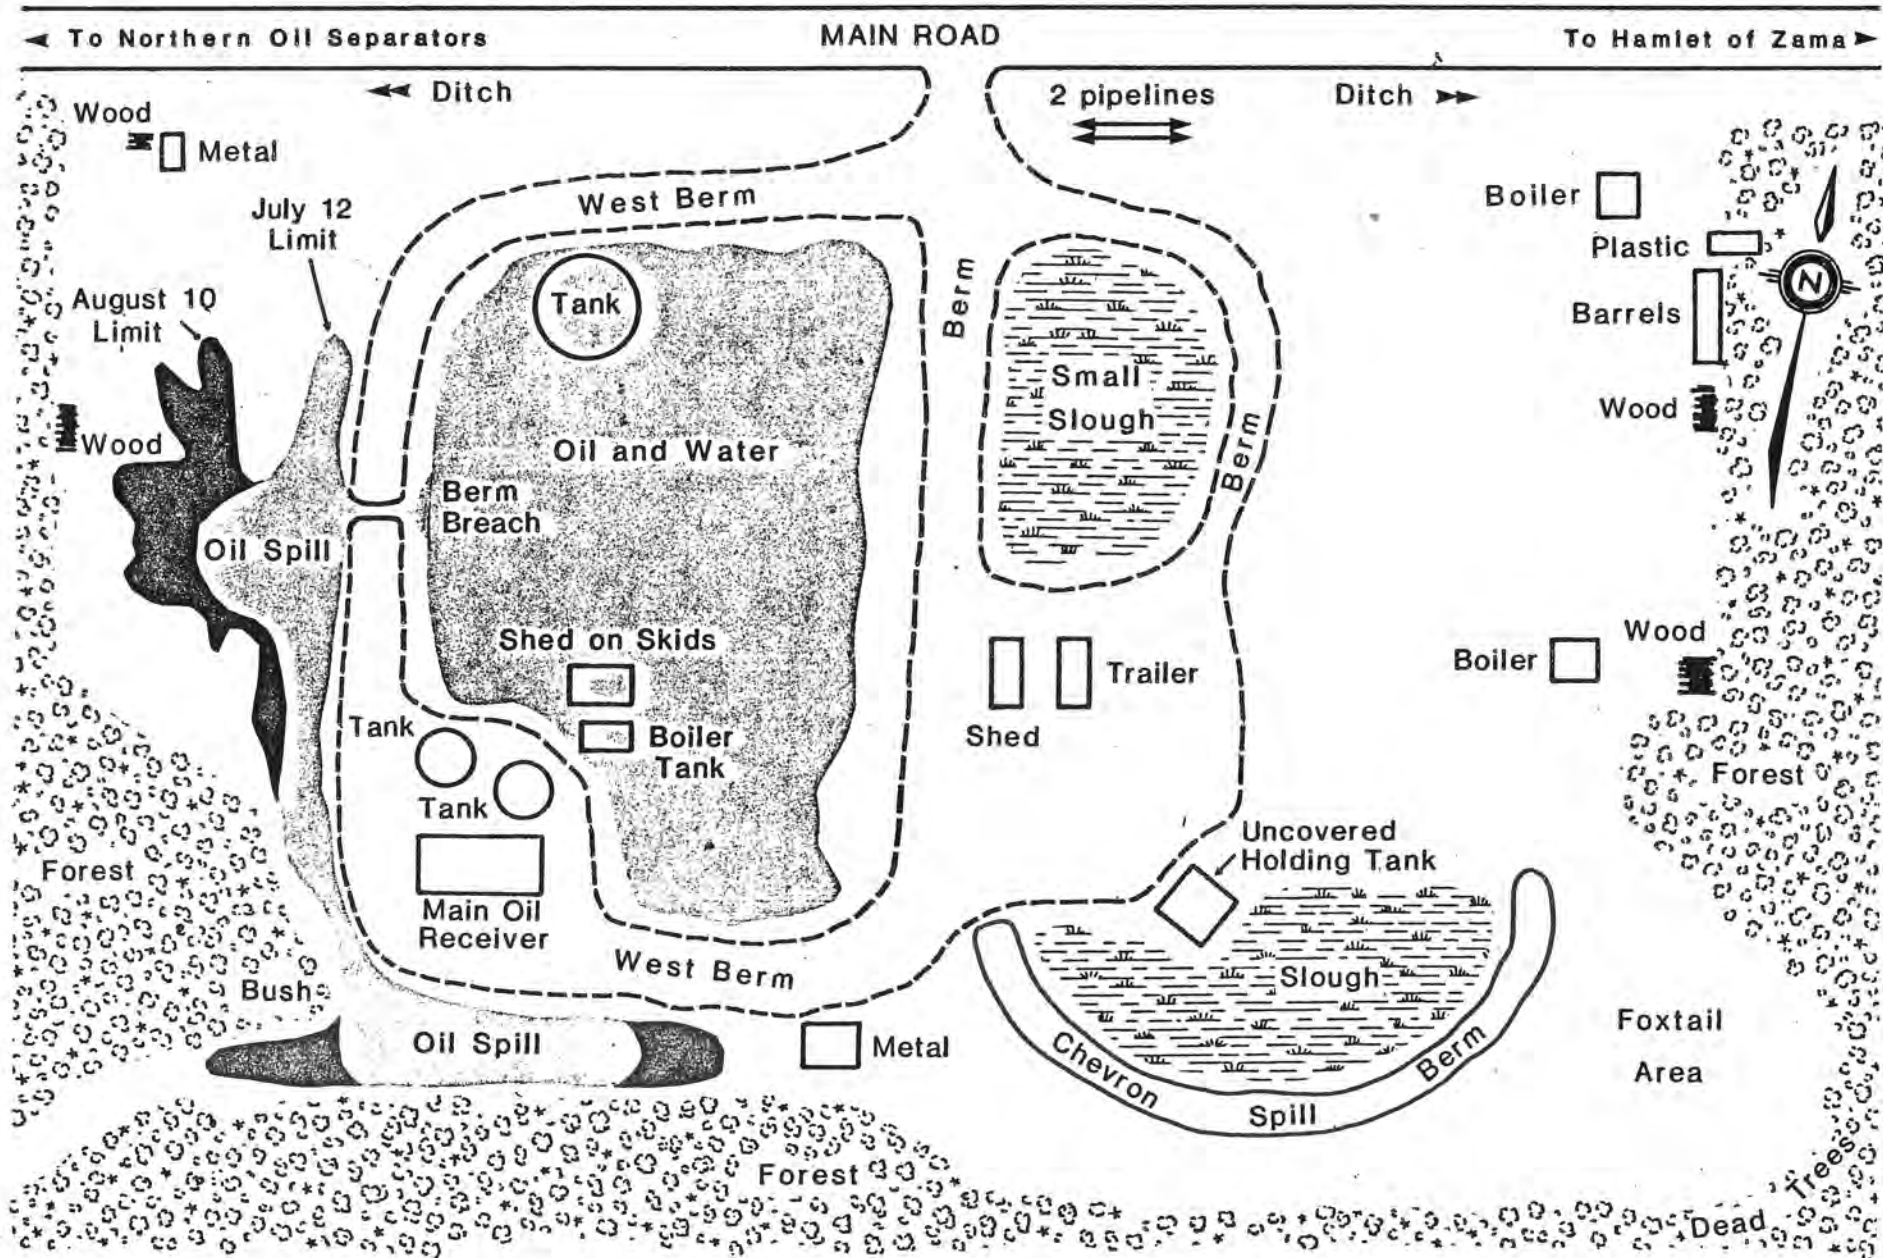 To Northern Oil Separators
MAIN ROAD
To Hamlet of Zama
Ditch
2 pipelines
Ditch
Wood
Metal
West Berm
Boiler
July 12
Limit
Plastic
N
August 10
Limit
Tank
Berm
Barrels
Small
Slough
Wood
Wood
Oil and Water
Berm
Berm
Breach
Oil Spill
Shed on Skids
Wood
Boiler
Trailer
Tank
Boiler
Tank
Shed
Forest
Tank
Uncovered
Holding Tank
Forest
Main Oil
Receiver
West Berm
Slough
Bush
Foxtail
Area
Oil Spill
Metal
Chevron
Spill
Berm
Forest
Dead
Trees